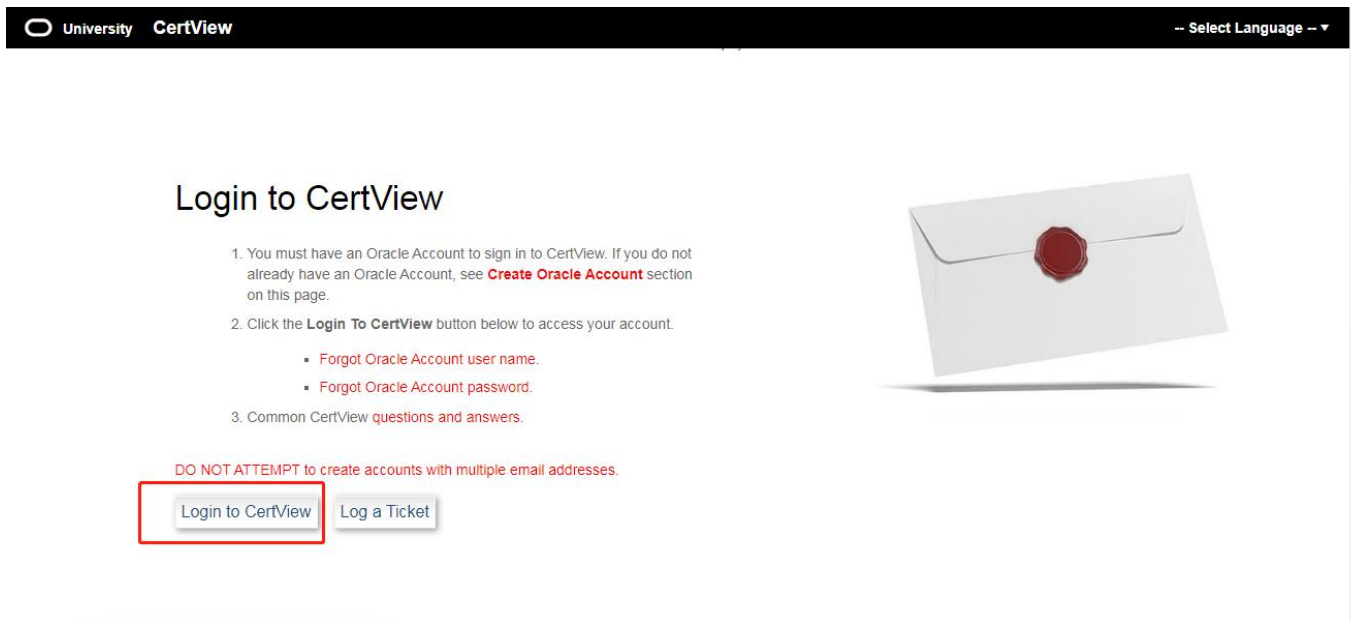 University CertView -- Select Language -- ▾
Login to CertView
1. You must have an Oracle Account to sign in to CertView. If you do not
already have an Oracle Account, see Create Oracle Account section
on this page.
2. Click the Login To CertView button below to access your account.
▪ Forgot Oracle Account user name.
▪ Forgot Oracle Account password.
3. Common CertView questions and answers.
DO NOT ATTEMPT to create accounts with multiple email addresses.
Login to CertView Log a Ticket